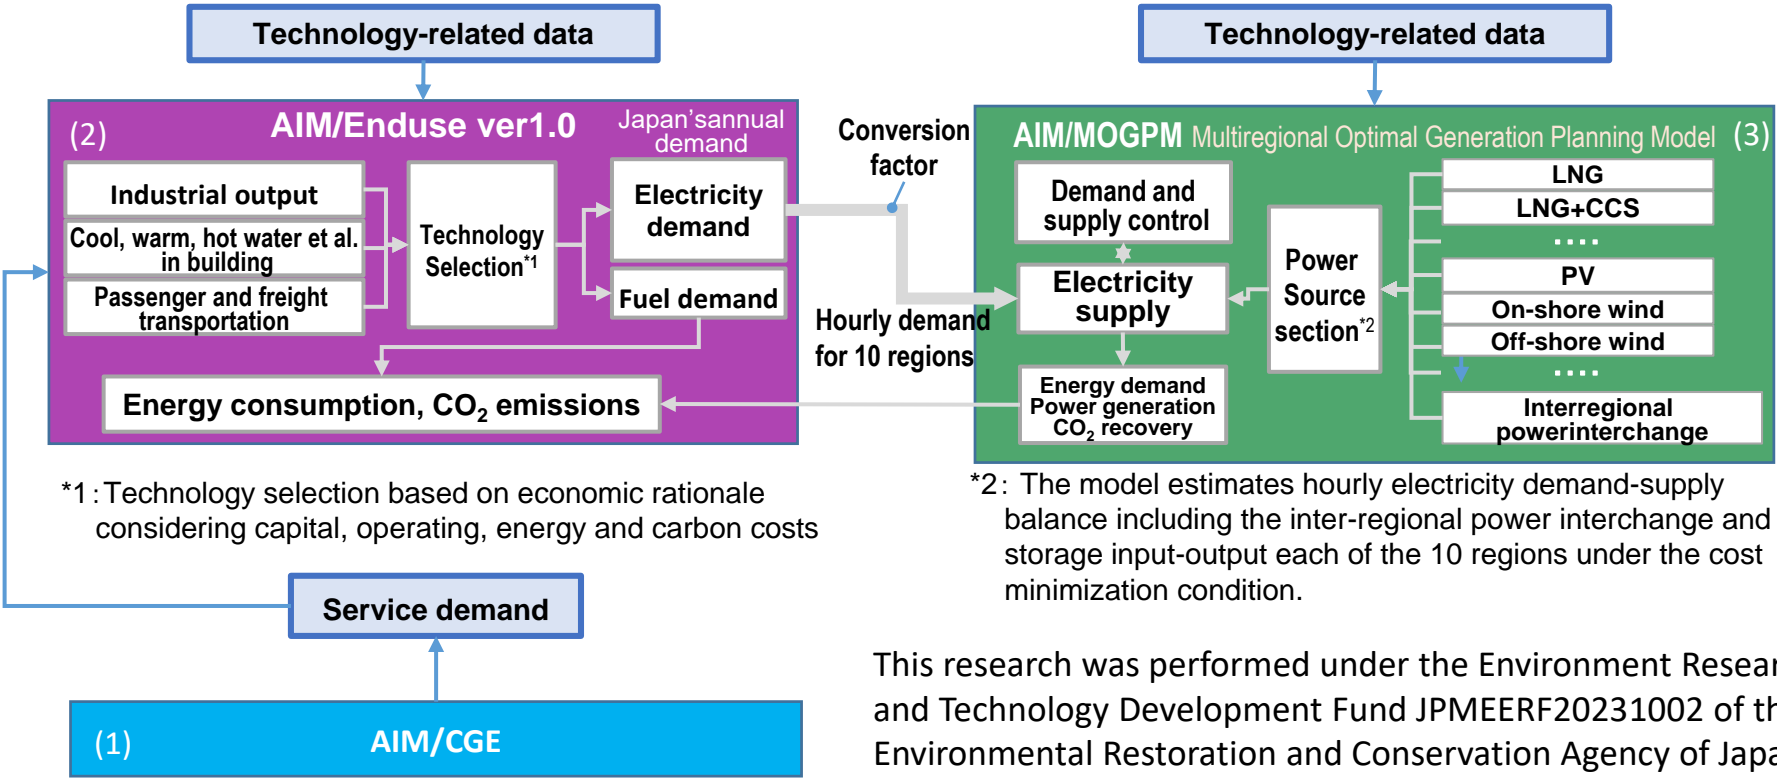 Technology-related data
Technology-related data
(2)
AIM/Enduse ver1.0
Japan'sannual
demand
Industrial output
Cool, warm, hot water et al.
in building
Passenger and freight
transportation
Technology
Selection*1
Electricity
demand
Fuel demand
Energy consumption, CO2 emissions
Conversion
factor
Hourly demand
for 10 regions
AIM/MOGPM Multiregional Optimal Generation Planning Model (3)
Demand and
supply control
Electricity
supply
Energy demand
Power generation
CO2 recovery
Power
Source
section*2
LNG
LNG+CCS
....
PV
On-shore wind
Off-shore wind
....
Interregional
powerinterchange
*1:Technology selection based on economic rationale
considering capital, operating, energy and carbon costs
*2: The model estimates hourly electricity demand-supply
balance including the inter-regional power interchange and
storage input-output each of the 10 regions under the cost
minimization condition.
Service demand
(1)
AIM/CGE
This research was performed under the Environment Resear
and Technology Development Fund JPMEERF20231002 of th
Environmental Restoration and Conservation Agency of Japa